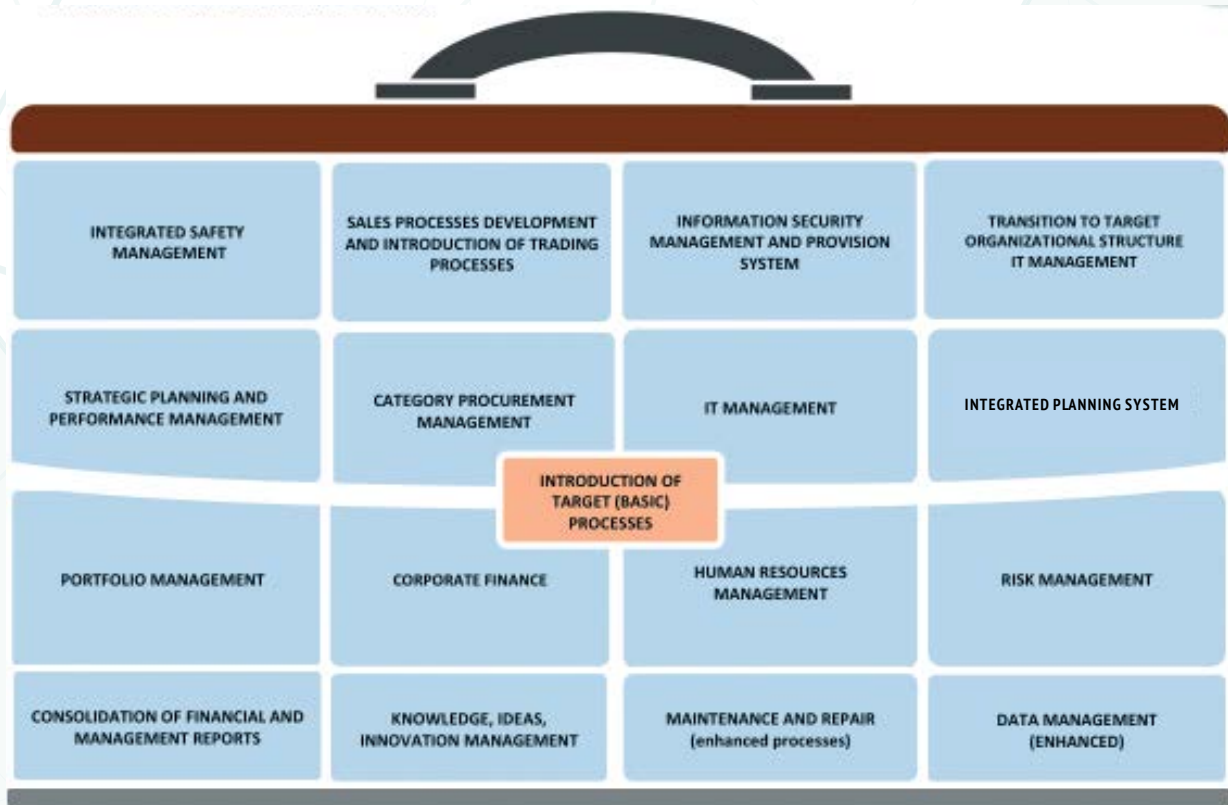 INTEGRATED SAFETY
MANAGEMENT
SALES PROCESSES DEVELOPMENT
AND INTRODUCTION OF TRADING
PROCESSES
INFORMATION SECURITY
MANAGEMENT AND PROVISION
SYSTEM
TRANSITION TO TARGET
ORGANIZATIONAL STRUCTURE
IT MANAGEMENT
STRATEGIC PLANNING AND
PERFORMANCE MANAGEMENT
CATEGORY PROCUREMENT
MANAGEMENT
IT MANAGEMENT
INTEGRATED PLANNING SYSTEM
INTRODUCTION OF
TARGET (BASIC)
PROCESSES
PORTFOLIO MANAGEMENT
CORPORATE FINANCE
HUMAN RESOURCES
MANAGEMENT
RISK MANAGEMENT
CONSOLIDATION OF FINANCIAL AND
MANAGEMENT REPORTS
KNOWLEDGE, IDEAS,
INNOVATION MANAGEMENT
MAINTENANCE AND REPAIR
(enhanced processes)
DATA MANAGEMENT
(ENHANCED)